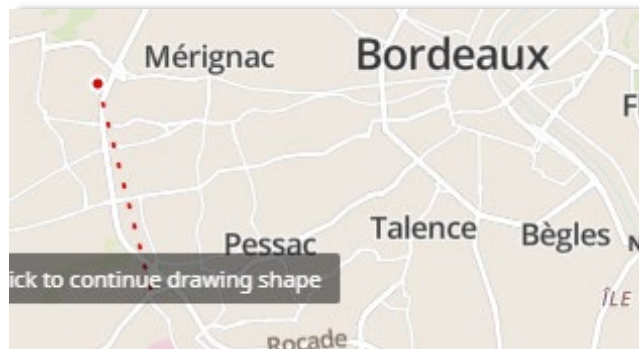 Bordeaux
Mérignac
Talence
Bègles
Pessac
ick to continue drawing shape
ÎLE
Rocade